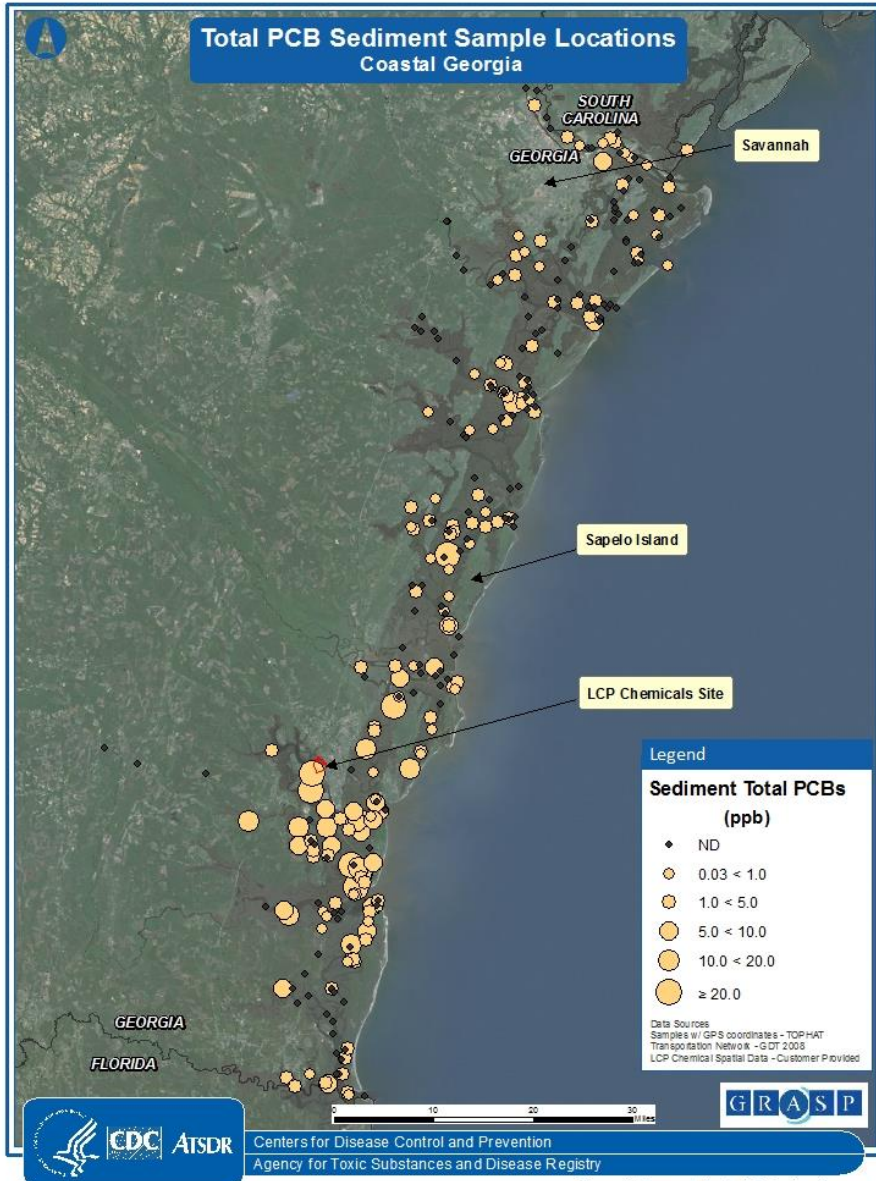 Total PCB Sediment Sample Locations
Coastal Georgia
SOUTH
CAROLINA
GEORGIA
Savannah
Sapelo Island
LCP Chemicals Site
Legend
Sediment Total PCBs
(ppb)
ND
0.03 < 1.0
1.0 < 5.0
5.0 < 10.0
10.0 < 20.0
≥ 20.0
Data Sources
Samples w/ GPS coordinates - TOPHAT
Transportation Network - GDT 2008
LCP Chemical Spatial Data - Customer Provided
GEORGIA
FLORIDA
0 10 20 30
Miles
GRASP
CDC ATSDR
Centers for Disease Control and Prevention
Agency for Toxic Substances and Disease Registry